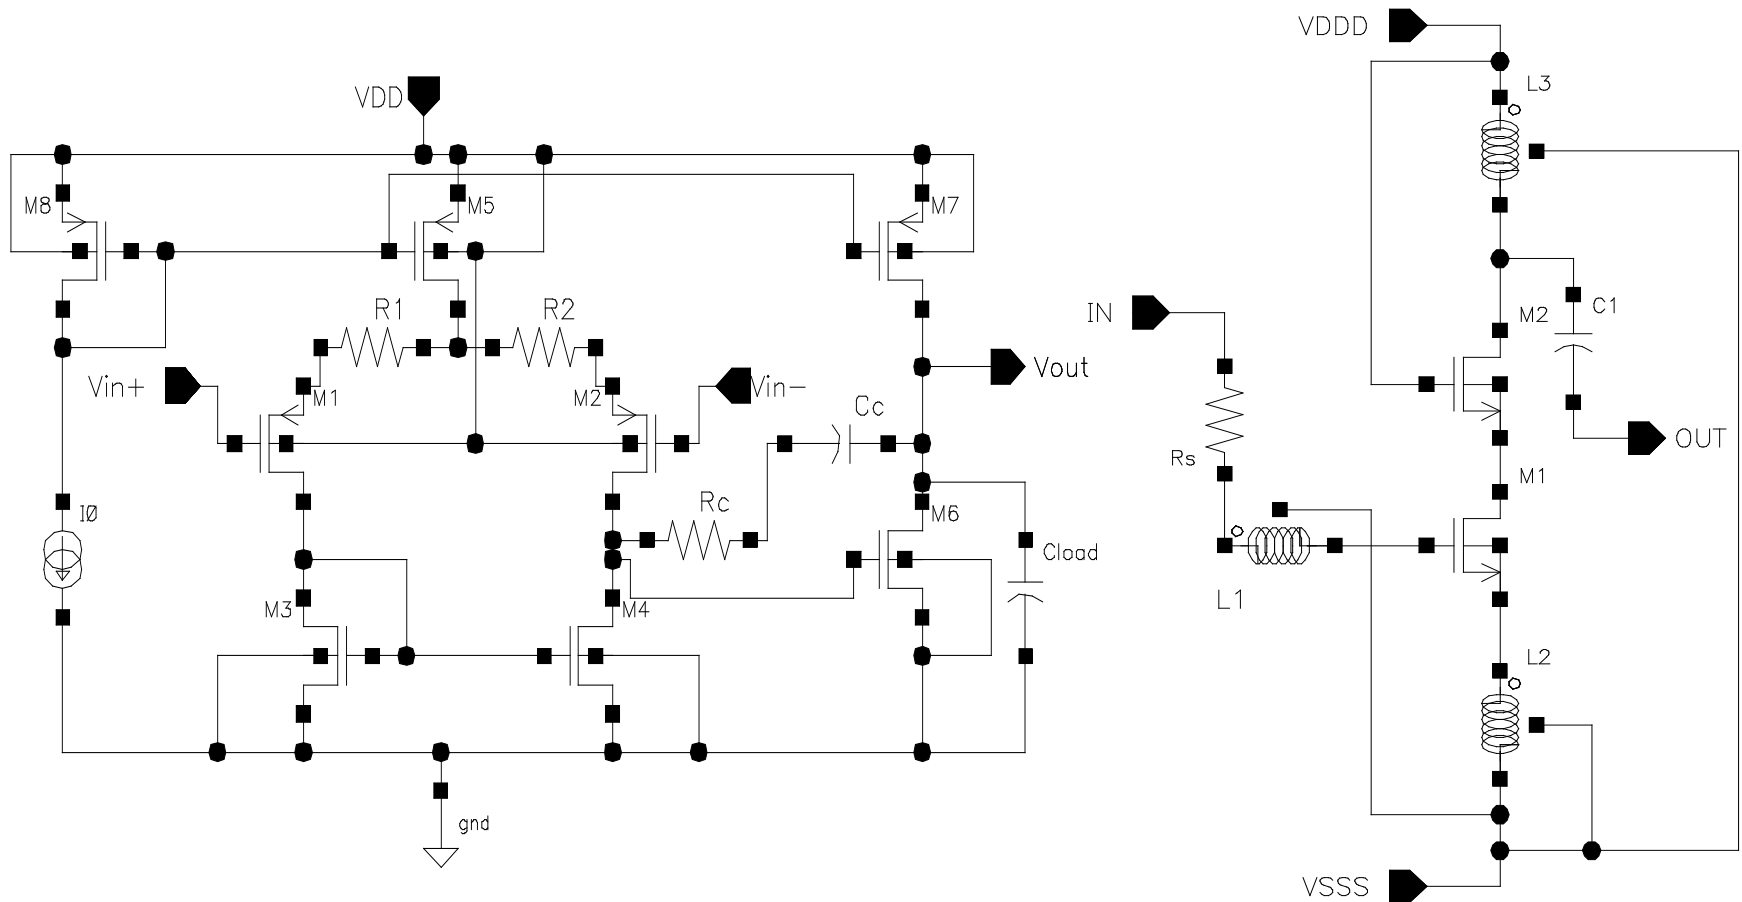 VDD
M8
M5
M7
R1
R2
Vin+
M1
M2
Vin-
Vout
Cc
I0
Rc
M6
Cload
M3
M4
gnd
VDDD
L3
IN
M2
C1
Rs
OUT
M1
L1
L2
VSSS